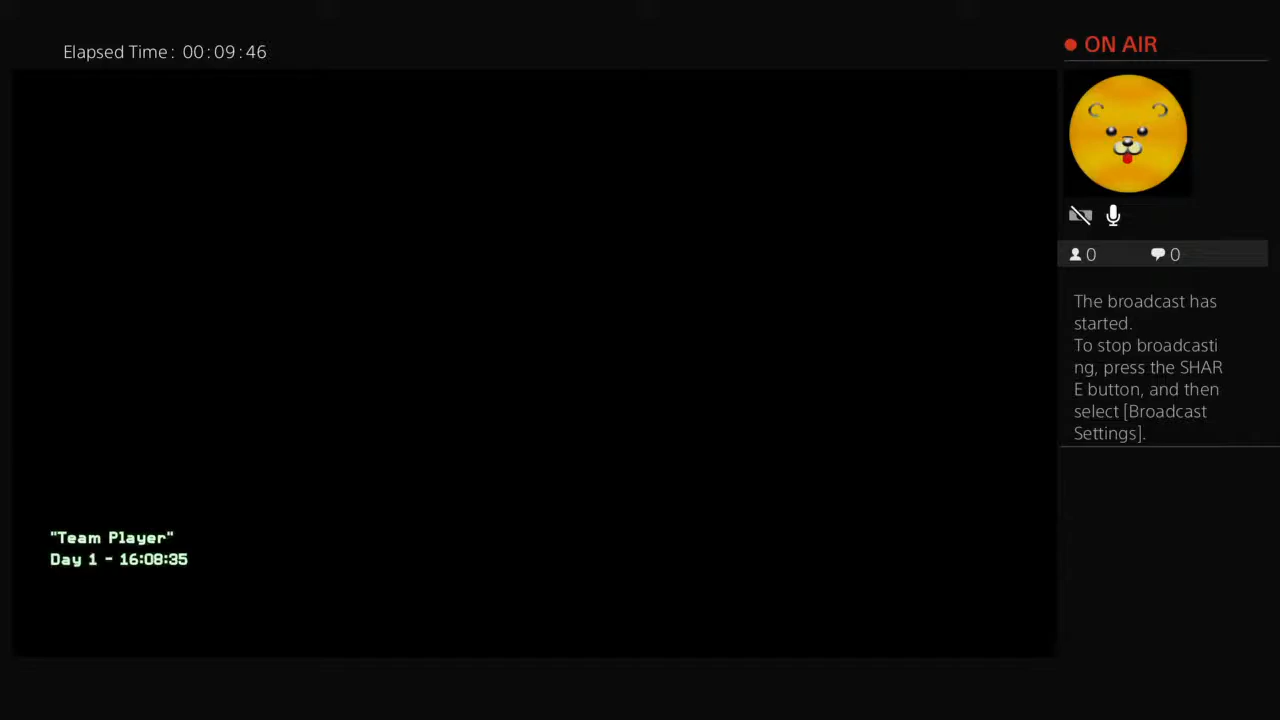 Elapsed Time: 00:09:46
ON AIR
0 0
The broadcast has
started.
To stop broadcasti
ng, press the SHAR
E button, and then
select [Broadcast
Settings].
"Team Player"
Day 1 - 16:08:35